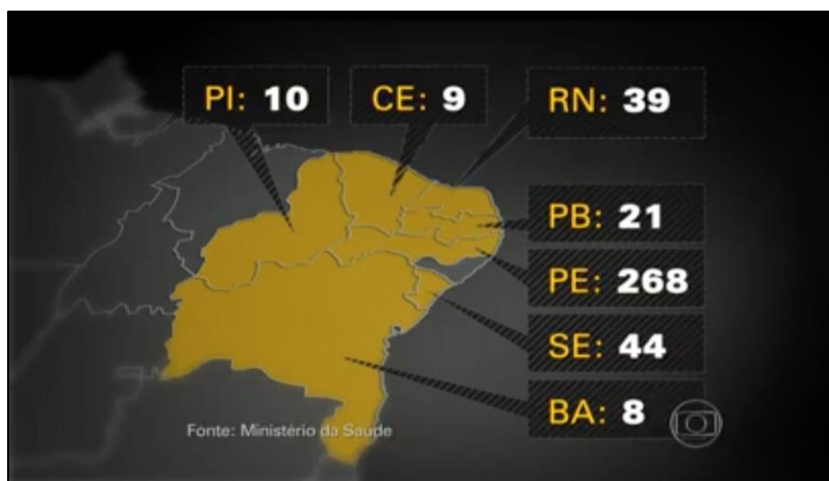 PI: 10
CE: 9
RN: 39
PB: 21
PE: 268
SE: 44
BA: 8
Fonte: Ministério da Saúde